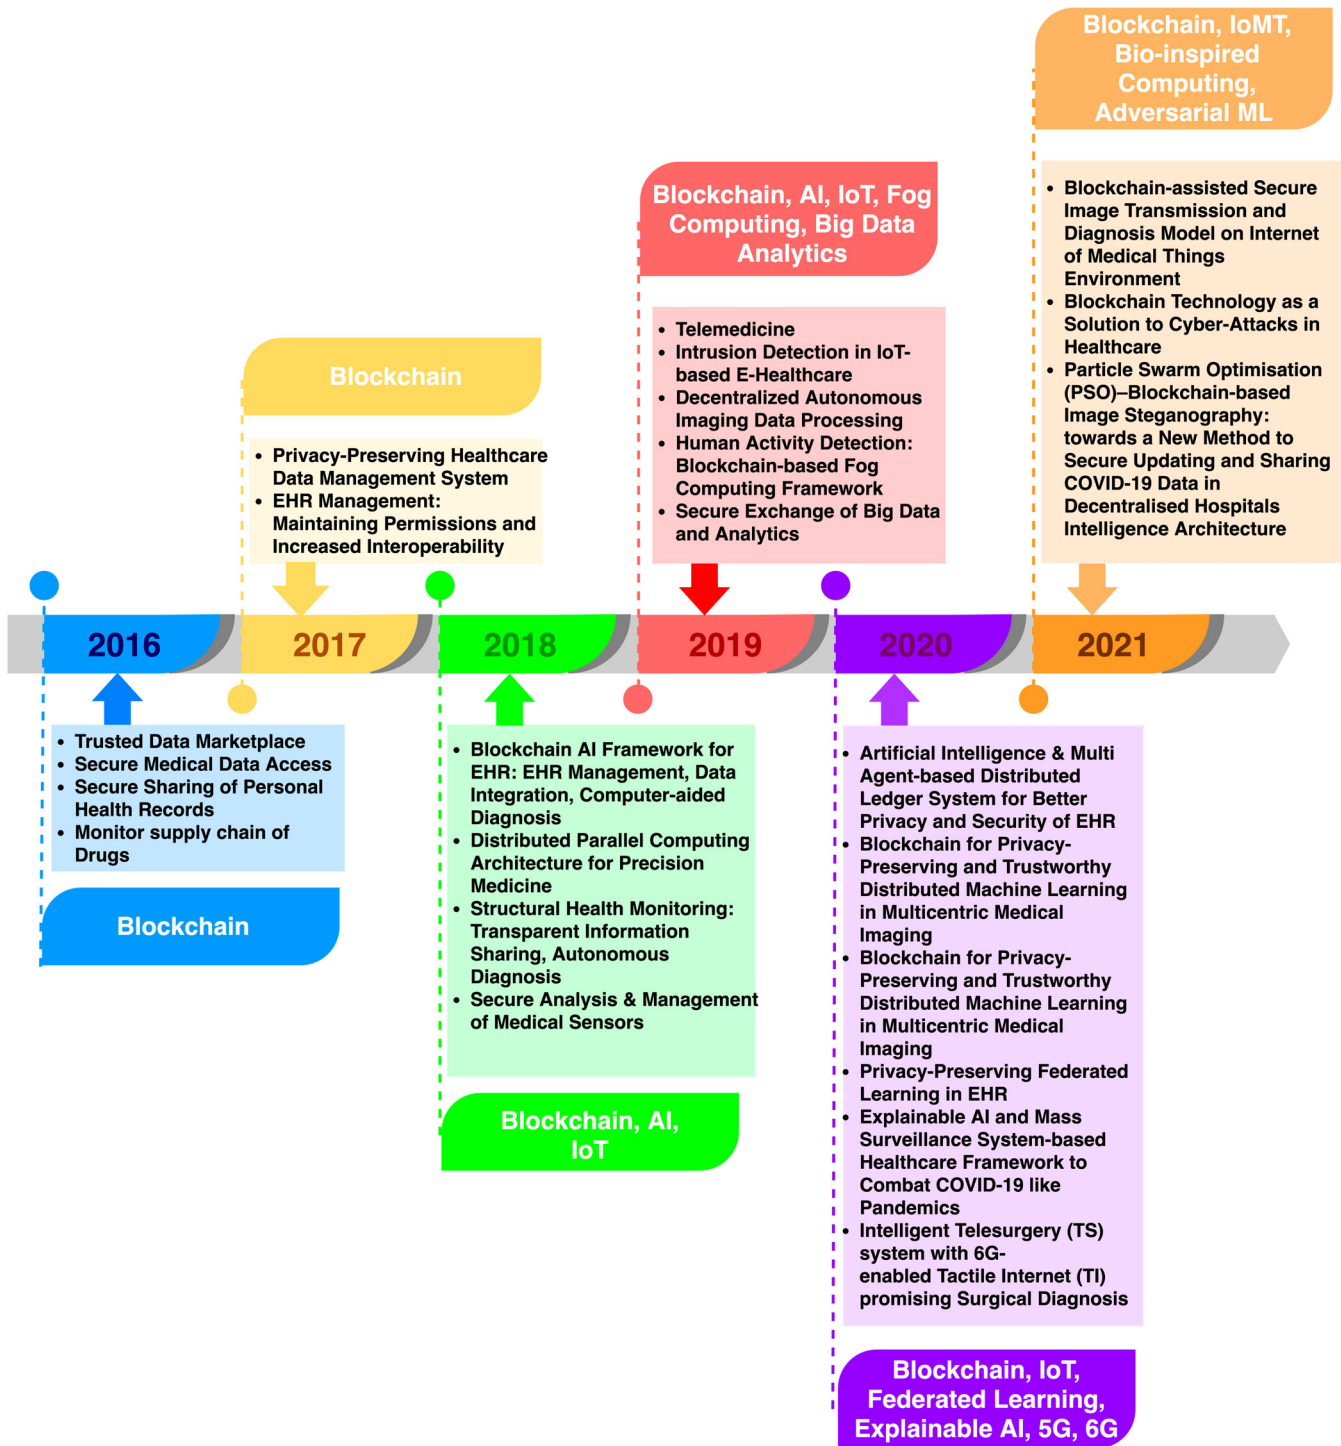 Blockchain, IoMT,
Bio-inspired
Computing,
Adversarial ML
• Blockchain-assisted Secure
Image Transmission and
Diagnosis Model on Internet
of Medical Things
Environment
• Blockchain Technology as a
Solution to Cyber-Attacks in
Healthcare
• Particle Swarm Optimisation
(PSO)–Blockchain-based
Image Steganography:
towards a New Method to
Secure Updating and Sharing
COVID-19 Data in
Decentralised Hospitals
Intelligence Architecture
Blockchain, AI, IoT, Fog
Computing, Big Data
Analytics
• Telemedicine
• Intrusion Detection in IoT-
based E-Healthcare
• Decentralized Autonomous
Imaging Data Processing
• Human Activity Detection:
Blockchain-based Fog
Computing Framework
• Secure Exchange of Big Data
and Analytics
Blockchain
• Privacy-Preserving Healthcare
Data Management System
• EHR Management:
Maintaining Permissions and
Increased Interoperability
2016
2017
2018
2019
2020
2021
• Trusted Data Marketplace
• Secure Medical Data Access
• Secure Sharing of Personal
Health Records
• Monitor supply chain of
Drugs
Blockchain
• Blockchain AI Framework for
EHR: EHR Management, Data
Integration, Computer-aided
Diagnosis
• Distributed Parallel Computing
Architecture for Precision
Medicine
• Structural Health Monitoring:
Transparent Information
Sharing, Autonomous
Diagnosis
• Secure Analysis & Management
of Medical Sensors
Blockchain, AI,
IoT
• Artificial Intelligence & Multi
Agent-based Distributed
Ledger System for Better
Privacy and Security of EHR
• Blockchain for Privacy-
Preserving and Trustworthy
Distributed Machine Learning
in Multicentric Medical
Imaging
• Blockchain for Privacy-
Preserving and Trustworthy
Distributed Machine Learning
in Multicentric Medical
Imaging
• Privacy-Preserving Federated
Learning in EHR
• Explainable AI and Mass
Surveillance System-based
Healthcare Framework to
Combat COVID-19 like
Pandemics
• Intelligent Telesurgery (TS)
system with 6G-
enabled Tactile Internet (TI)
promising Surgical Diagnosis
Blockchain, IoT,
Federated Learning,
Explainable AI, 5G, 6G